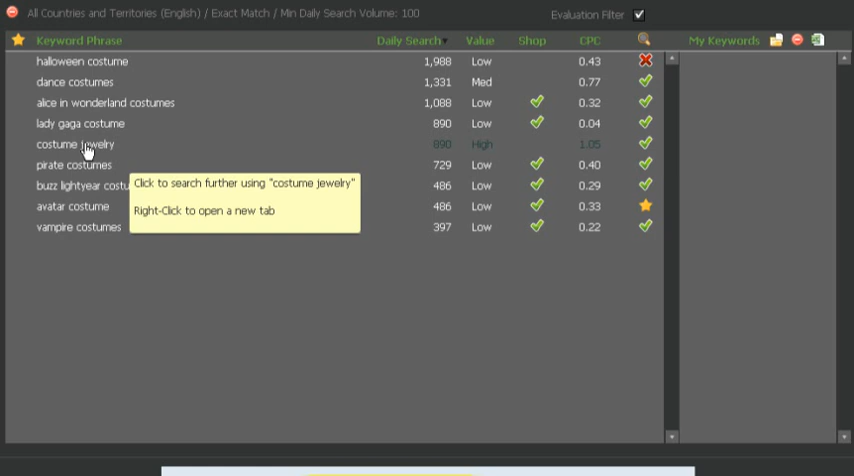 All Countries and Territories (English) / Exact Match / Min Daily Search Volume: 100 Evaluation Filter
Keyword Phrase Daily Search Value Shop CPC My Keywords
halloween costume 1,988 Low 0.43
dance costumes 1,331 Med 0.77
alice in wonderland costumes 1,088 Low 0.32
lady gaga costume 890 Low 0.04
costume jewelry 890 High 1.05
pirate costumes 729 Low 0.40
buzz lightyear costu 486 Low 0.29
Click to search further using "costume jewelry"
avatar costume 486 Low 0.33
Right-Click to open a new tab
vampire costumes 397 Low 0.22